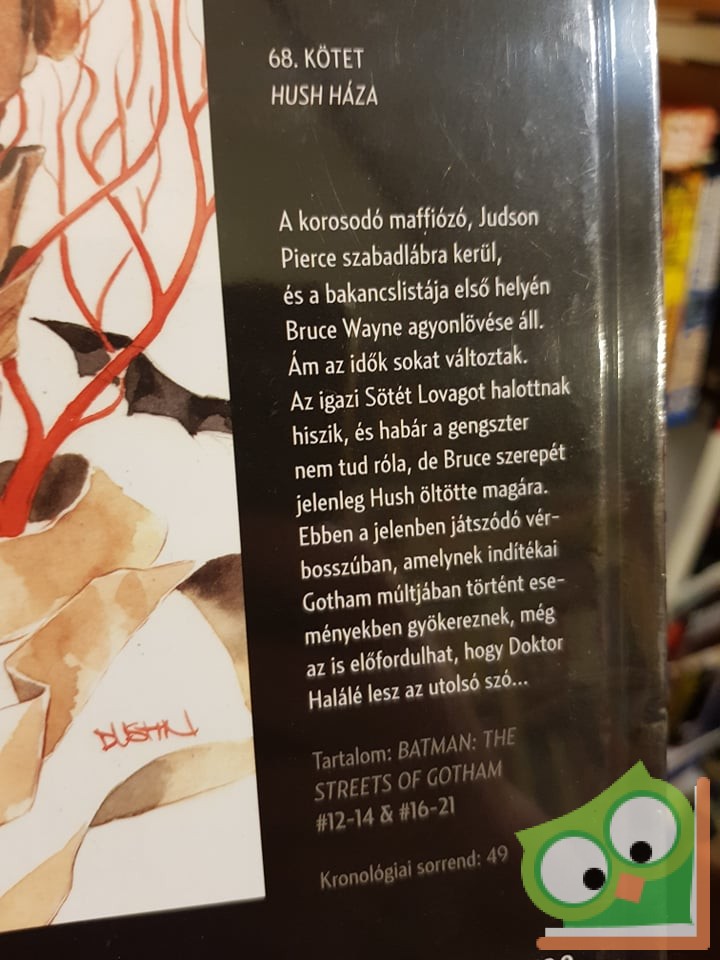 68. KÖTET
HUSH HÁZA
A korosodó maffiózó, Judson
Pierce szabadlábra kerül,
és a bakancslistája első helyén
Bruce Wayne agyonlövése áll.
Ám az idők sokat változtak.
Az igazi Sötét Lovagot halottnak
hiszik, és habár a gengszter
nem tud róla, de Bruce szerepét
jelenleg Hush öltötte magára.
Ebben a jelenben játszódó vér-
bosszúban, amelynek indítékai
Gotham múltjában történt ese-
ményekben gyökereznek, még
az is előfordulhat, hogy Doktor
Halálé lesz az utolsó szó...
Tartalom: BATMAN: THE
STREETS OF GOTHAM
#12-14 & #16-21
Kronológiai sorrend: 49
DUSTIN